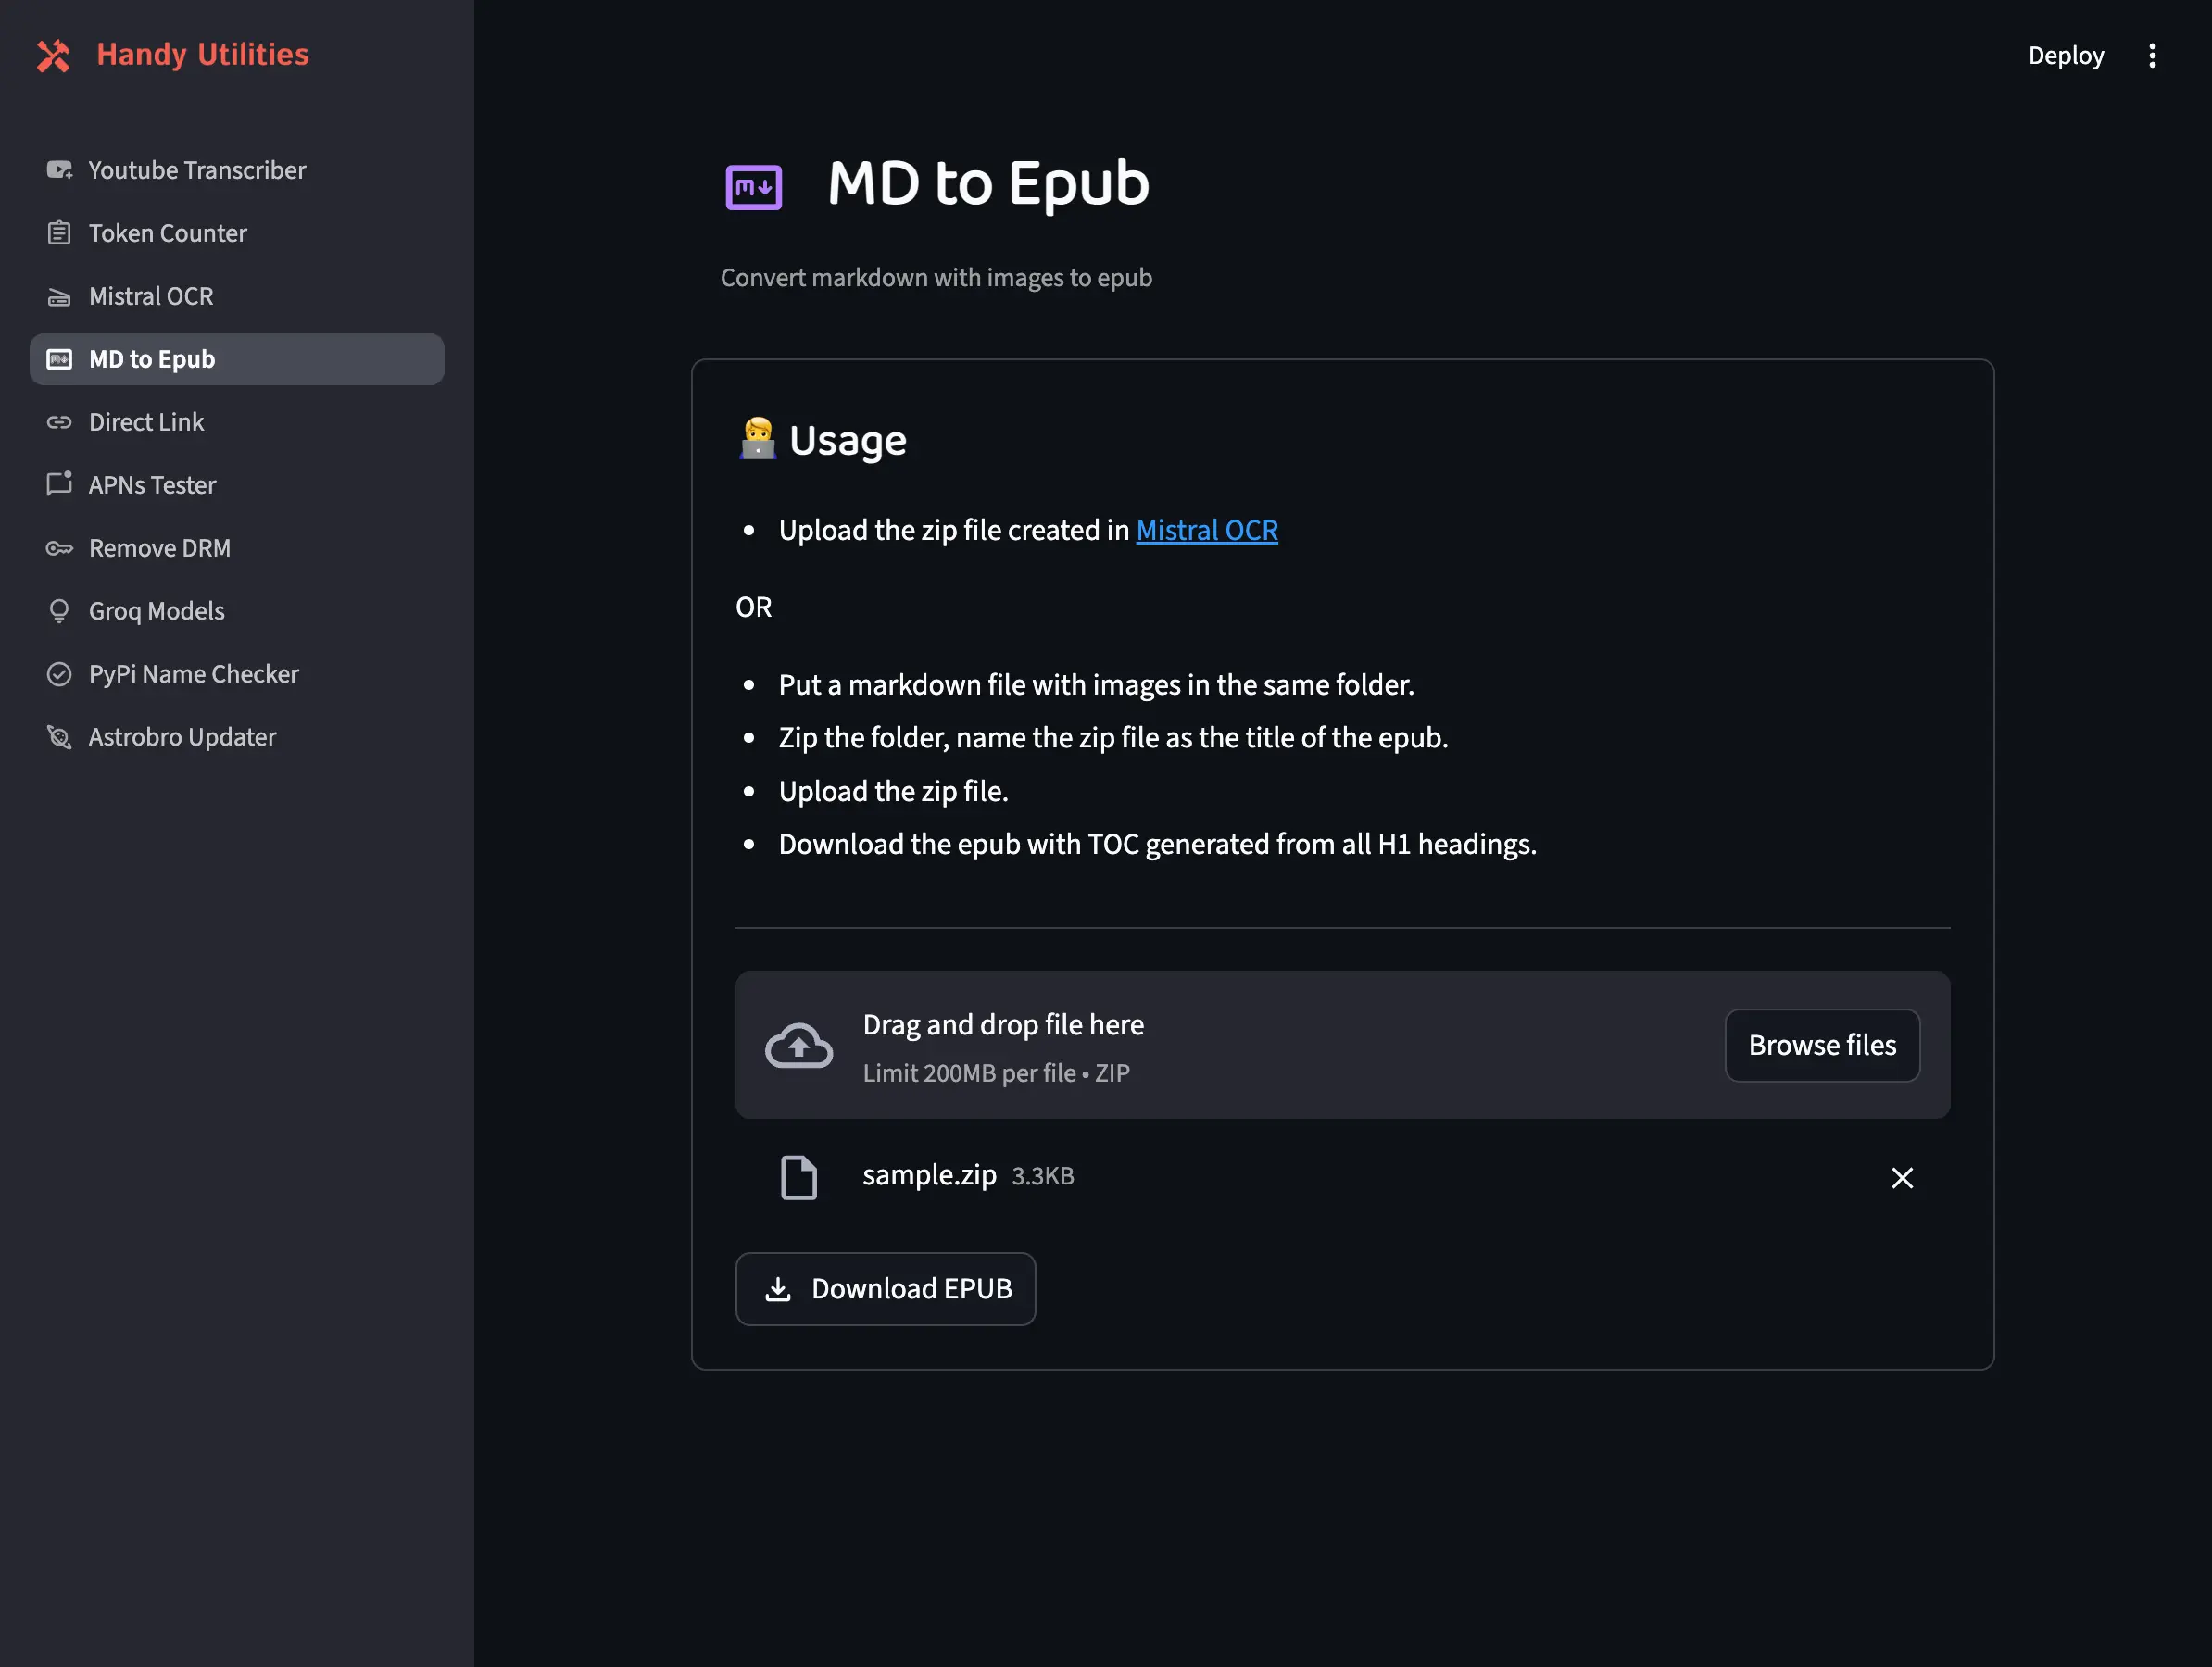 Handy Utilities
Deploy
Youtube Transcriber
Token Counter
Mistral OCR
MD to Epub
Direct Link
APNs Tester
Remove DRM
Groq Models
PyPi Name Checker
Astrobro Updater
MD to Epub
Convert markdown with images to epub
Usage
• Upload the zip file created in Mistral OCR
OR
• Put a markdown file with images in the same folder.
• Zip the folder, name the zip file as the title of the epub.
• Upload the zip file.
• Download the epub with TOC generated from all H1 headings.
Drag and drop file here
Limit 200MB per file • ZIP
Browse files
sample.zip 3.3KB
Download EPUB